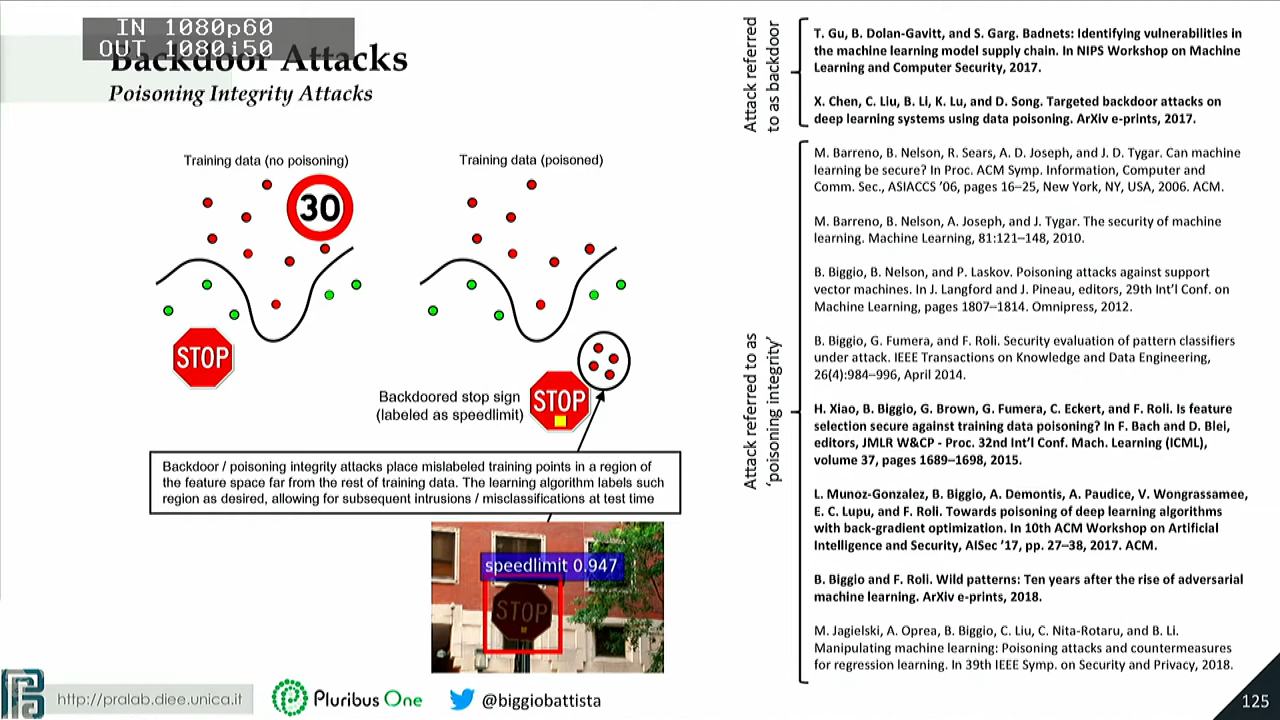 IN 1080p60
OUT 1080i50
Backdoor Attacks
Poisoning Integrity Attacks
Training data (no poisoning)
30
STOP
Training data (poisoned)
Backdoored stop sign
(labeled as speedlimit)
STOP
Backdoor / poisoning integrity attacks place mislabeled training points in a region of
the feature space far from the rest of training data. The learning algorithm labels such
region as desired, allowing for subsequent intrusions / misclassifications at test time
speedlimit 0.947
STOP
Attack referred
to as backdoor
T. Gu, B. Dolan-Gavitt, and S. Garg. Badnets: Identifying vulnerabilities in
the machine learning model supply chain. In NIPS Workshop on Machine
Learning and Computer Security, 2017.
X. Chen, C. Liu, B. Li, K. Lu, and D. Song. Targeted backdoor attacks on
deep learning systems using data poisoning. ArXiv e-prints, 2017.
Attack referred to as
'poisoning integrity'
M. Barreno, B. Nelson, R. Sears, A. D. Joseph, and J. D. Tygar. Can machine
learning be secure? In Proc. ACM Symp. Information, Computer and
Comm. Sec., ASIACCS '06, pages 16–25, New York, NY, USA, 2006. ACM.
M. Barreno, B. Nelson, A. Joseph, and J. Tygar. The security of machine
learning. Machine Learning, 81:121–148, 2010.
B. Biggio, B. Nelson, and P. Laskov. Poisoning attacks against support
vector machines. In J. Langford and J. Pineau, editors, 29th Int'l Conf. on
Machine Learning, pages 1807–1814. Omnipress, 2012.
B. Biggio, G. Fumera, and F. Roli. Security evaluation of pattern classifiers
under attack. IEEE Transactions on Knowledge and Data Engineering,
26(4):984–996, April 2014.
H. Xiao, B. Biggio, G. Brown, G. Fumera, C. Eckert, and F. Roli. Is feature
selection secure against training data poisoning? In F. Bach and D. Blei,
editors, JMLR W&CP - Proc. 32nd Int'l Conf. Mach. Learning (ICML),
volume 37, pages 1689–1698, 2015.
L. Munoz-Gonzalez, B. Biggio, A. Demontis, A. Paudice, V. Wongrassamee,
E. C. Lupu, and F. Roli. Towards poisoning of deep learning algorithms
with back-gradient optimization. In 10th ACM Workshop on Artificial
Intelligence and Security, AISec '17, pp. 27–38, 2017. ACM.
B. Biggio and F. Roli. Wild patterns: Ten years after the rise of adversarial
machine learning. ArXiv e-prints, 2018.
M. Jagielski, A. Oprea, B. Biggio, C. Liu, C. Nita-Rotaru, and B. Li.
Manipulating machine learning: Poisoning attacks and countermeasures
for regression learning. In 39th IEEE Symp. on Security and Privacy, 2018.
http://pralab.diee.unica.it
Pluribus One
@biggiobattista
125